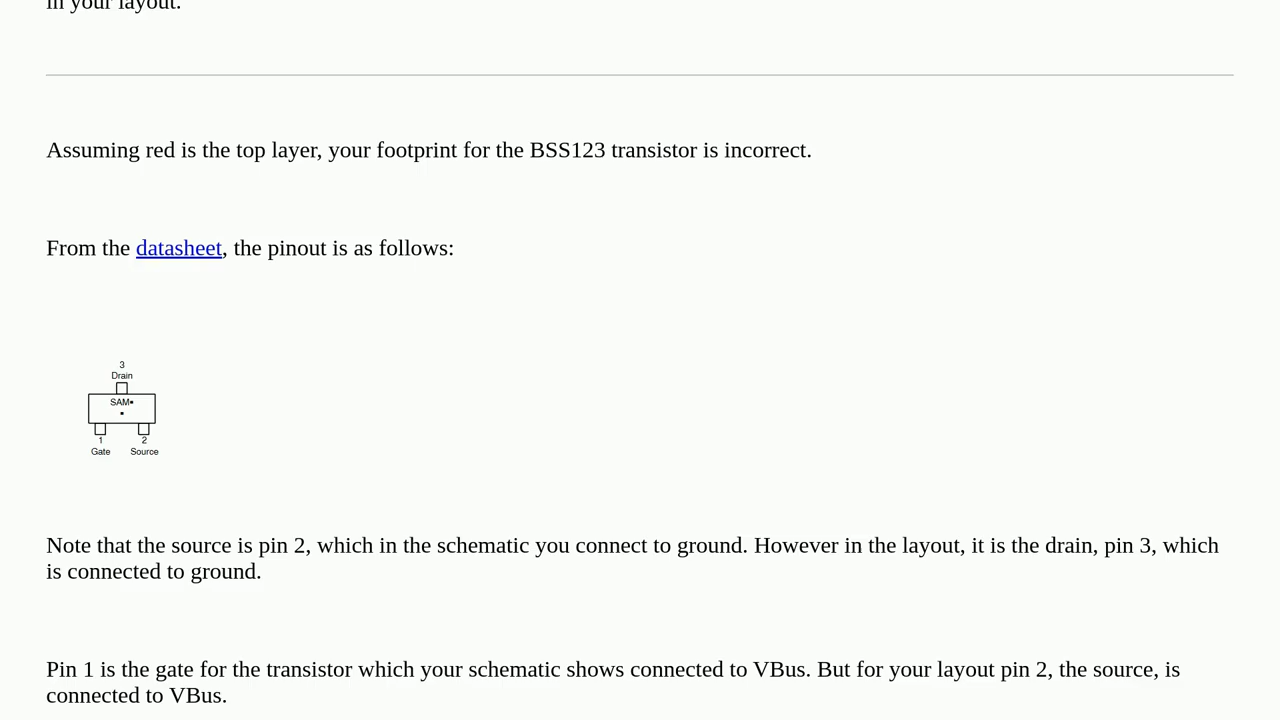 in your layout.
Assuming red is the top layer, your footprint for the BSS123 transistor is incorrect.
From the datasheet, the pinout is as follows:
3
Drain
SAM▪
▪
1 2
Gate Source
Note that the source is pin 2, which in the schematic you connect to ground. However in the layout, it is the drain, pin 3, which
is connected to ground.
Pin 1 is the gate for the transistor which your schematic shows connected to VBus. But for your layout pin 2, the source, is
connected to VBus.